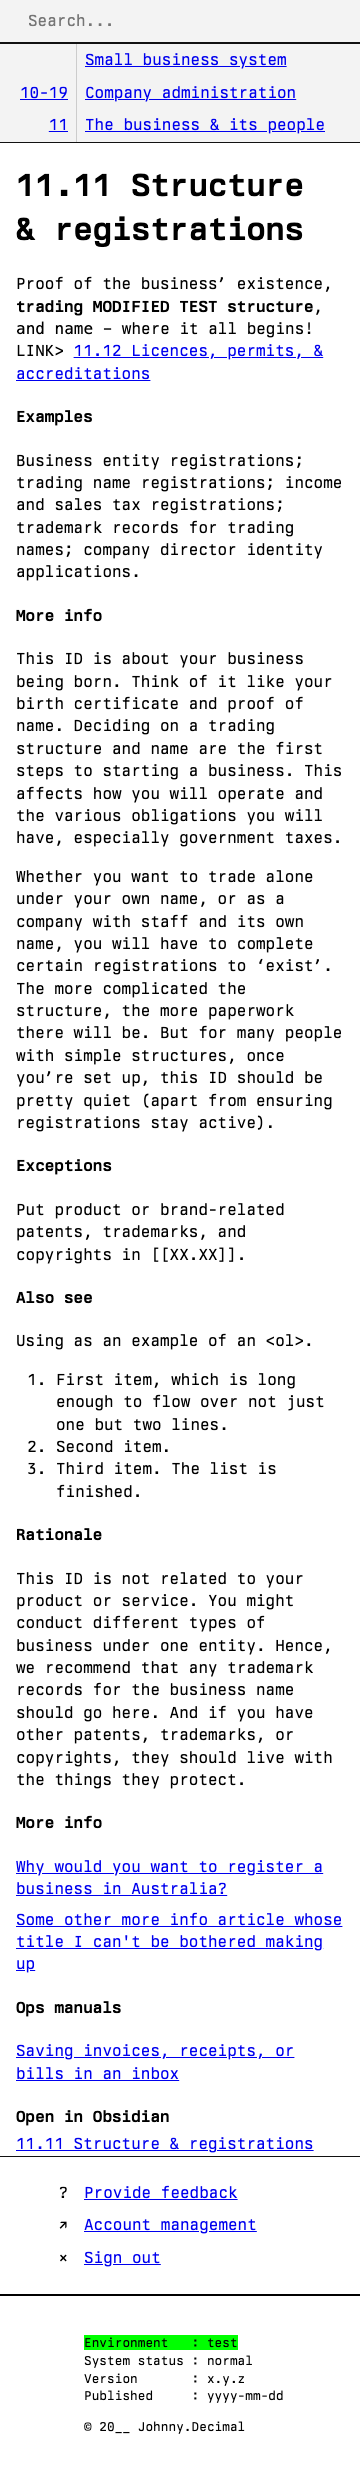 Search...
Small business system
10-19 Company administration
11 The business & its people
11.11 Structure
& registrations
Proof of the business’ existence,
trading MODIFIED TEST structure,
and name – where it all begins!
LINK> 11.12 Licences, permits, &
accreditations
Examples
Business entity registrations;
trading name registrations; income
and sales tax registrations;
trademark records for trading
names; company director identity
applications.
More info
This ID is about your business
being born. Think of it like your
birth certificate and proof of
name. Deciding on a trading
structure and name are the first
steps to starting a business. This
affects how you will operate and
the various obligations you will
have, especially government taxes.
Whether you want to trade alone
under your own name, or as a
company with staff and its own
name, you will have to complete
certain registrations to ‘exist’.
The more complicated the
structure, the more paperwork
there will be. But for many people
with simple structures, once
you’re set up, this ID should be
pretty quiet (apart from ensuring
registrations stay active).
Exceptions
Put product or brand-related
patents, trademarks, and
copyrights in [[XX.XX]].
Also see
Using as an example of an <ol>.
1. First item, which is long
enough to flow over not just
one but two lines.
2. Second item.
3. Third item. The list is
finished.
Rationale
This ID is not related to your
product or service. You might
conduct different types of
business under one entity. Hence,
we recommend that any trademark
records for the business name
should go here. And if you have
other patents, trademarks, or
copyrights, they should live with
the things they protect.
More info
Why would you want to register a
business in Australia?
Some other more info article whose
title I can't be bothered making
up
Ops manuals
Saving invoices, receipts, or
bills in an inbox
Open in Obsidian
11.11 Structure & registrations
? Provide feedback
↗ Account management
× Sign out
Environment : test
System status : normal
Version : x.y.z
Published : yyyy-mm-dd
© 20__ Johnny.Decimal